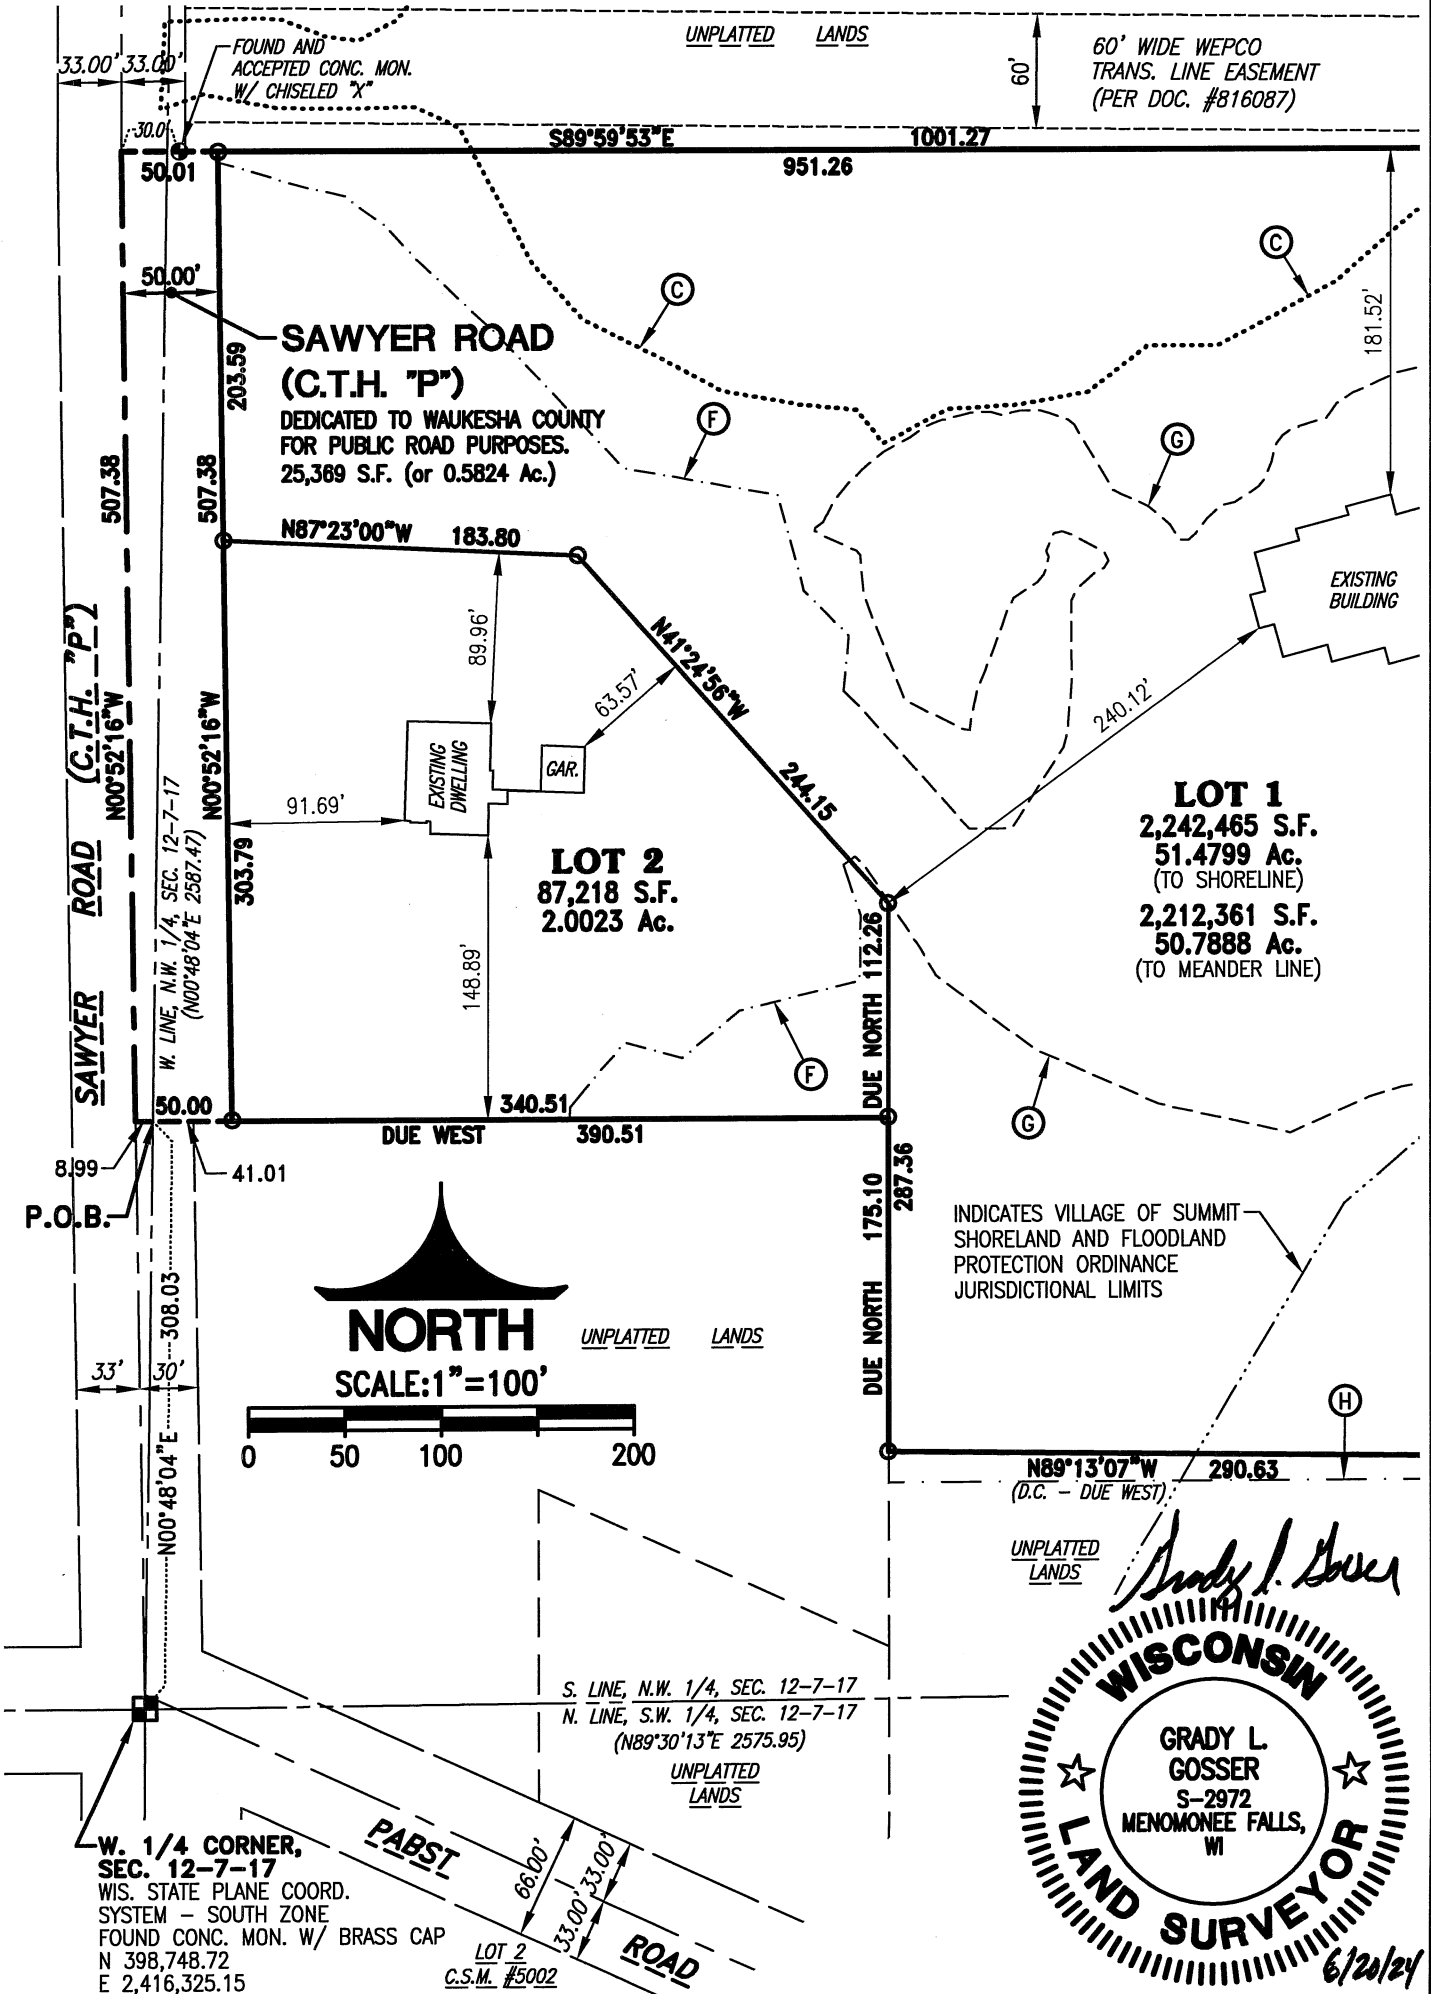 UNPLATTED LANDS
60' WIDE WEPCO
TRANS. LINE EASEMENT
(PER DOC. #816087)
60'
FOUND AND
ACCEPTED CONC. MON.
W/ CHISELED "X"
33.00' 33.00'
30.0
S89°59'53"E 1001.27
951.26
50.01
50.00'
C
C
181.52'
SAWYER ROAD
(C.T.H. "P")
DEDICATED TO WAUKESHA COUNTY
FOR PUBLIC ROAD PURPOSES.
25,369 S.F. (or 0.5824 Ac.)
203.59
507.38
507.38
F
G
N87°23'00"W 183.80
EXISTING
BUILDING
89.96'
63.57'
N41°24'56"W
244.15
240.12'
SAWYER ROAD (C.T.H. "P")
N00°52'16"W
N00°52'16"W
W. LINE, N.W. 1/4, SEC. 12-7-17
(N00°48'04"E 2587.47)
EXISTING
DWELLING
GAR.
91.69'
303.79
LOT 2
87,218 S.F.
2.0023 Ac.
148.89'
LOT 1
2,242,465 S.F.
51.4799 Ac.
(TO SHORELINE)
2,212,361 S.F.
50.7888 Ac.
(TO MEANDER LINE)
DUE NORTH 112.26
F
G
50.00
340.51
DUE WEST 390.51
8.99
41.01
P.O.B.
287.36
DUE NORTH 175.10
INDICATES VILLAGE OF SUMMIT
SHORELAND AND FLOODLAND
PROTECTION ORDINANCE
JURISDICTIONAL LIMITS
NORTH
SCALE:1"=100'
0 50 100 200
UNPLATTED LANDS
33' 30'
N00°48'04"E 308.03
H
N89°13'07"W 290.63
(D.C. - DUE WEST)
UNPLATTED
LANDS
Grady L. Gosser
S. LINE, N.W. 1/4, SEC. 12-7-17
N. LINE, S.W. 1/4, SEC. 12-7-17
(N89°30'13"E 2575.95)
UNPLATTED
LANDS
WISCONSIN
GRADY L.
GOSSER
S-2972
MENOMONEE FALLS,
WI
LAND SURVEYOR
6/20/24
W. 1/4 CORNER,
SEC. 12-7-17
WIS. STATE PLANE COORD.
SYSTEM - SOUTH ZONE
FOUND CONC. MON. W/ BRASS CAP
N 398,748.72
E 2,416,325.15
PABST ROAD
66.00'
33.00'
33.00'
LOT 2
C.S.M. #5002